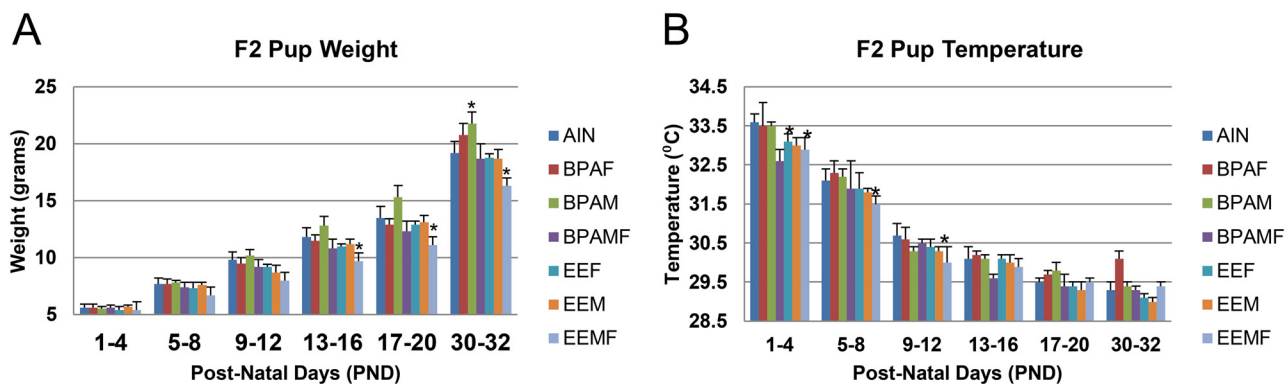 A
F2 Pup Weight
25
20
15
10
5
Weight (grams)
* * * *
1-4 5-8 9-12 13-16 17-20 30-32
Post-Natal Days (PND)
AIN
BPAF
BPAM
BPAMF
EEF
EEM
EEMF
B
F2 Pup Temperature
34.5
33.5
32.5
31.5
30.5
29.5
28.5
Temperature (⁰C)
* * * *
1-4 5-8 9-12 13-16 17-20 30-32
Post-Natal Days (PND)
AIN
BPAF
BPAM
BPAMF
EEF
EEM
EEMF